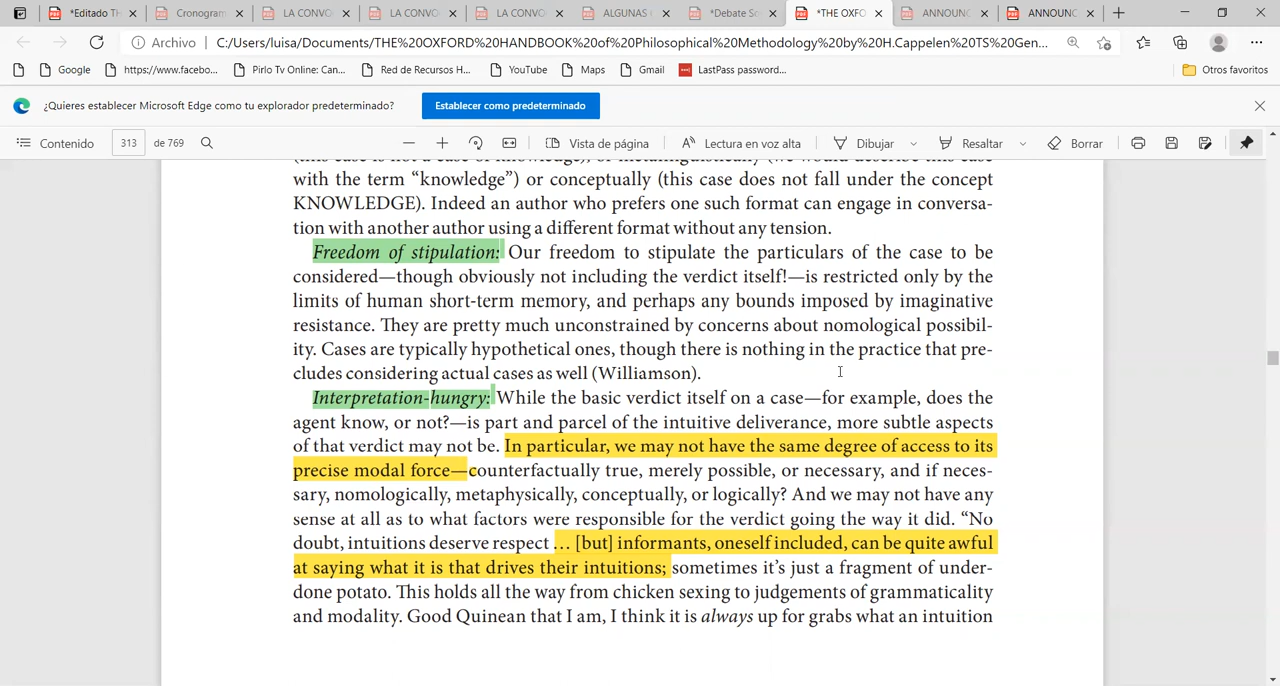 *Editado TH
Cronogram
LA CONVO
LA CONVO
LA CONVO
ALGUNAS
*Debate So
*THE OXFO
ANNOUNC
ANNOUNC
Archivo
C:/Users/luisa/Documents/THE%20OXFORD%20HANDBOOK%20of%20Philosophical%20Methodology%20by%20H.Cappelen%20TS%20Gen...
Google
https://www.facebo...
Pirlo Tv Online: Can...
Red de Recursos H...
YouTube
Maps
Gmail
LastPass password...
Otros favoritos
¿Quieres establecer Microsoft Edge como tu explorador predeterminado?
Establecer como predeterminado
Contenido
313
de 769
Vista de página
Lectura en voz alta
Dibujar
Resaltar
Borrar
(this case is not a case of knowledge), or metalinguistically (we would describe this case
with the term “knowledge”) or conceptually (this case does not fall under the concept
KNOWLEDGE). Indeed an author who prefers one such format can engage in conversa-
tion with another author using a different format without any tension.
Freedom of stipulation: Our freedom to stipulate the particulars of the case to be
considered—though obviously not including the verdict itself!—is restricted only by the
limits of human short-term memory, and perhaps any bounds imposed by imaginative
resistance. They are pretty much unconstrained by concerns about nomological possibil-
ity. Cases are typically hypothetical ones, though there is nothing in the practice that pre-
cludes considering actual cases as well (Williamson).
Interpretation-hungry: While the basic verdict itself on a case—for example, does the
agent know, or not?—is part and parcel of the intuitive deliverance, more subtle aspects
of that verdict may not be. In particular, we may not have the same degree of access to its
precise modal force—counterfactually true, merely possible, or necessary, and if neces-
sary, nomologically, metaphysically, conceptually, or logically? And we may not have any
sense at all as to what factors were responsible for the verdict going the way it did. “No
doubt, intuitions deserve respect … [but] informants, oneself included, can be quite awful
at saying what it is that drives their intuitions; sometimes it’s just a fragment of under-
done potato. This holds all the way from chicken sexing to judgements of grammaticality
and modality. Good Quinean that I am, I think it is always up for grabs what an intuition